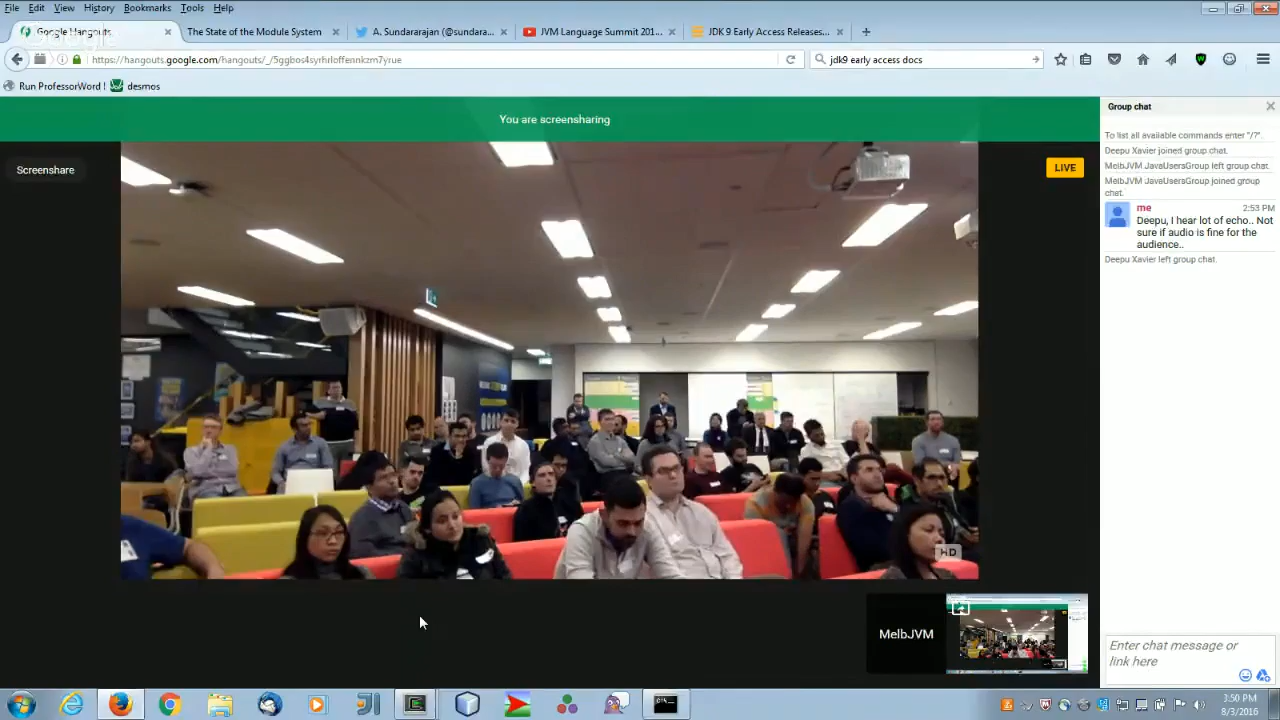 File Edit View History Bookmarks Tools Help
Google Hangouts
The State of the Module System
A. Sundararajan (@sundara...
JVM Language Summit 201...
JDK 9 Early Access Releases...
https://hangouts.google.com/hangouts/_/5ggbos4syrhrloffennkzm7yrue
jdk9 early access docs
Run ProfessorWord !
desmos
You are screensharing
Screenshare
LIVE
HD
MelbJVM
Group chat
To list all available commands enter "/?".
Deepu Xavier joined group chat.
MelbJVM JavaUsersGroup left group chat.
MelbJVM JavaUsersGroup joined group
chat.
me 2:53 PM
Deepu, I hear lot of echo.. Not
sure if audio is fine for the
audience..
Deepu Xavier left group chat.
Enter chat message or
link here
3:50 PM
8/3/2016